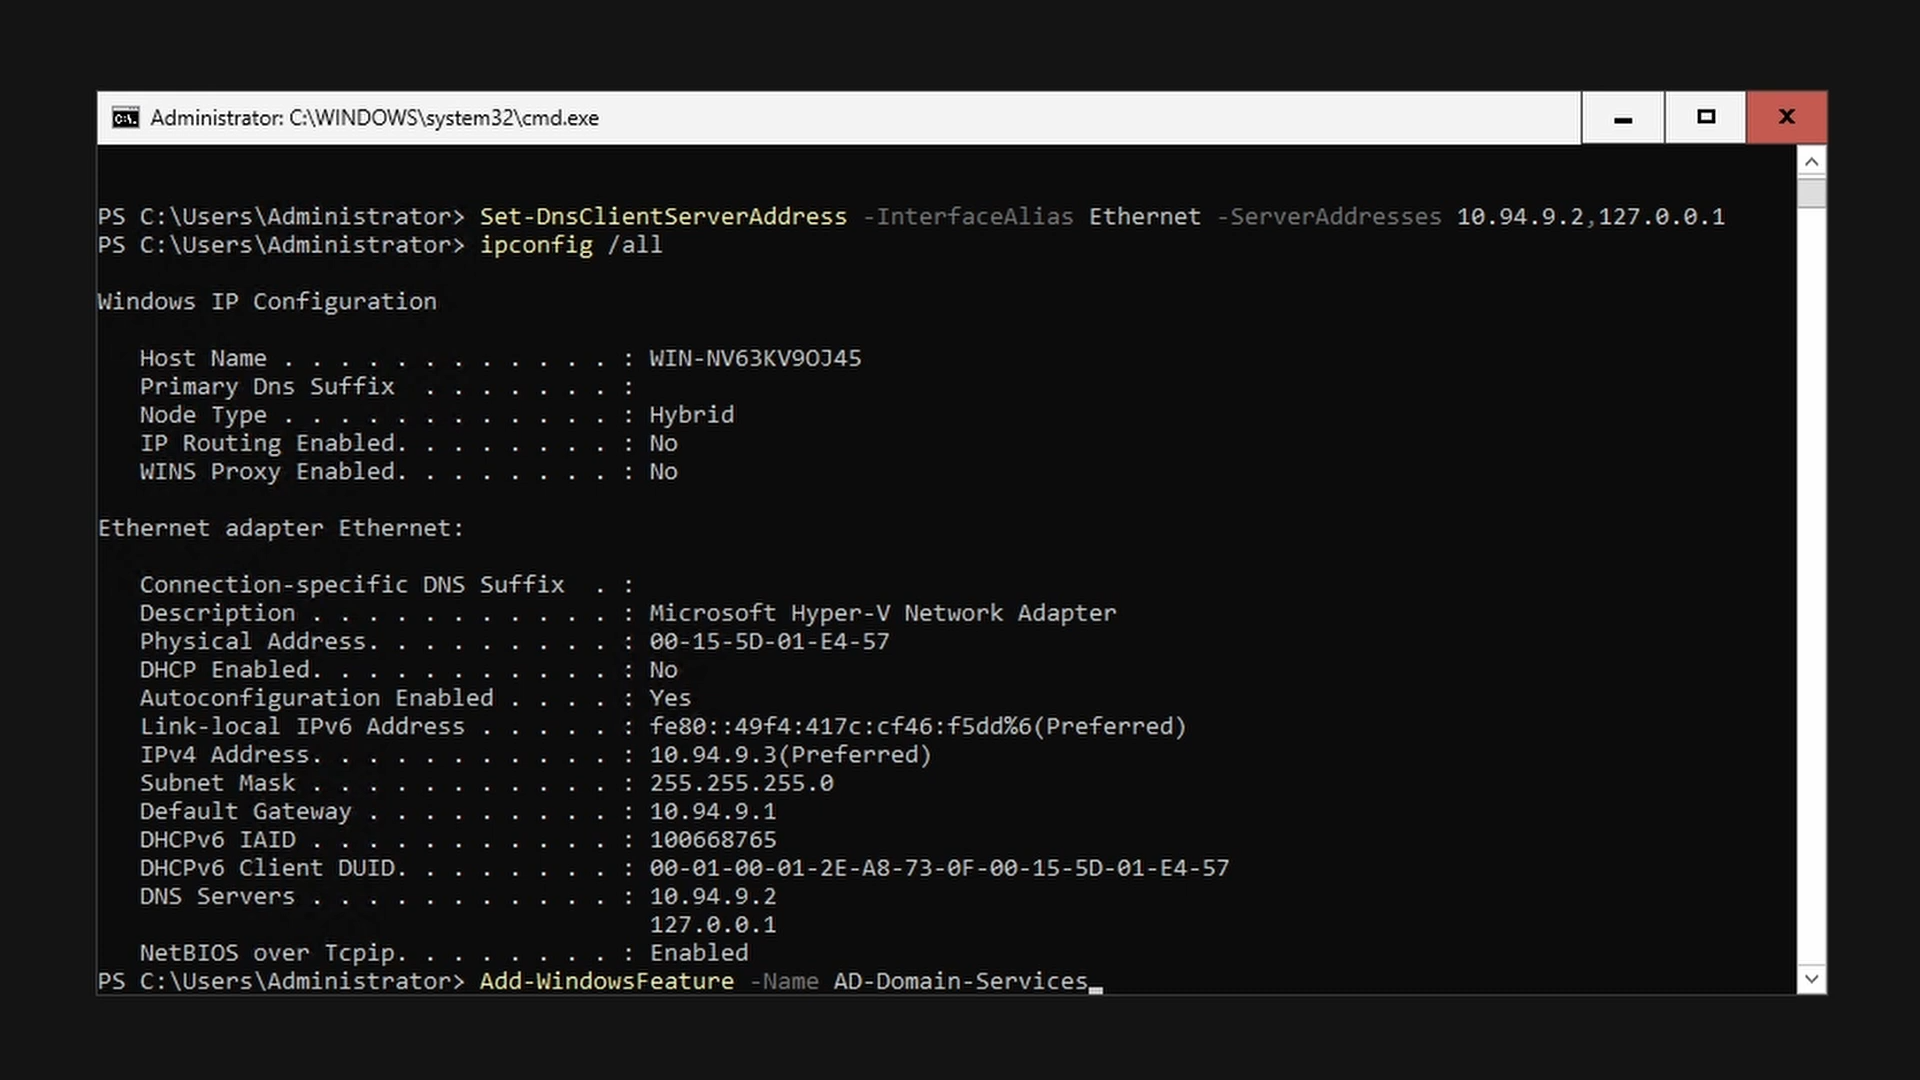 Administrator: C:\WINDOWS\system32\cmd.exe
PS C:\Users\Administrator> Set-DnsClientServerAddress -InterfaceAlias Ethernet -ServerAddresses 10.94.9.2,127.0.0.1
PS C:\Users\Administrator> ipconfig /all
Windows IP Configuration
Host Name . . . . . . . . . . . . : WIN-NV63KV9OJ45
Primary Dns Suffix  . . . . . . . :
Node Type . . . . . . . . . . . . : Hybrid
IP Routing Enabled. . . . . . . . : No
WINS Proxy Enabled. . . . . . . . : No
Ethernet adapter Ethernet:
Connection-specific DNS Suffix  . :
Description . . . . . . . . . . . : Microsoft Hyper-V Network Adapter
Physical Address. . . . . . . . . : 00-15-5D-01-E4-57
DHCP Enabled. . . . . . . . . . . : No
Autoconfiguration Enabled . . . . : Yes
Link-local IPv6 Address . . . . . : fe80::49f4:417c:cf46:f5dd%6(Preferred)
IPv4 Address. . . . . . . . . . . : 10.94.9.3(Preferred)
Subnet Mask . . . . . . . . . . . : 255.255.255.0
Default Gateway . . . . . . . . . : 10.94.9.1
DHCPv6 IAID . . . . . . . . . . . : 100668765
DHCPv6 Client DUID. . . . . . . . : 00-01-00-01-2E-A8-73-0F-00-15-5D-01-E4-57
DNS Servers . . . . . . . . . . . : 10.94.9.2
127.0.0.1
NetBIOS over Tcpip. . . . . . . . : Enabled
PS C:\Users\Administrator> Add-WindowsFeature -Name AD-Domain-Services